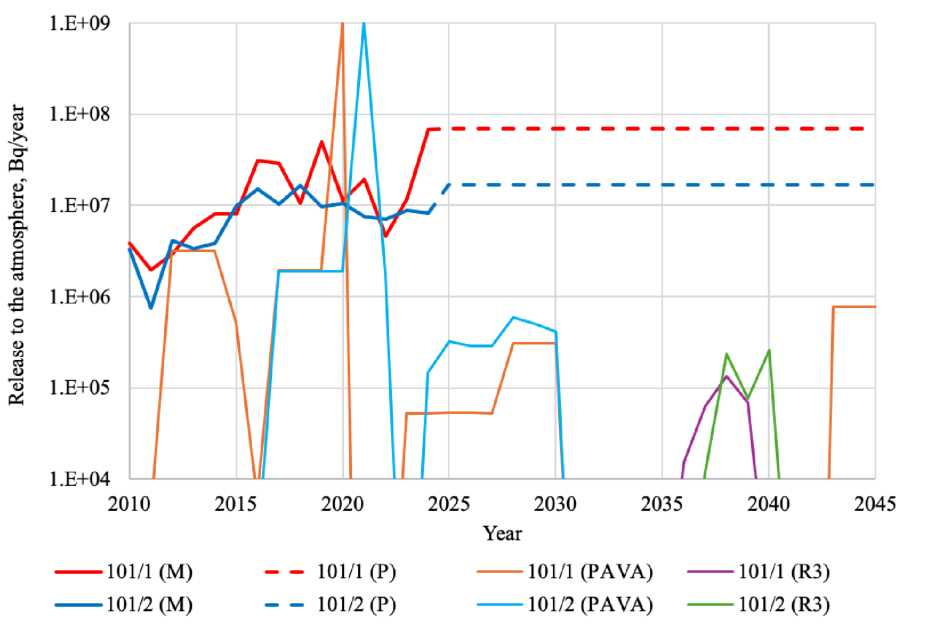 Release to the atmosphere, Bq/year
1.E+09
1.E+08
1.E+07
1.E+06
1.E+05
1.E+04
2010 2015 2020 2025 2030 2035 2040 2045
Year
101/1 (M) 101/1 (P) 101/1 (PAVA) 101/1 (R3)
101/2 (M) 101/2 (P) 101/2 (PAVA) 101/2 (R3)